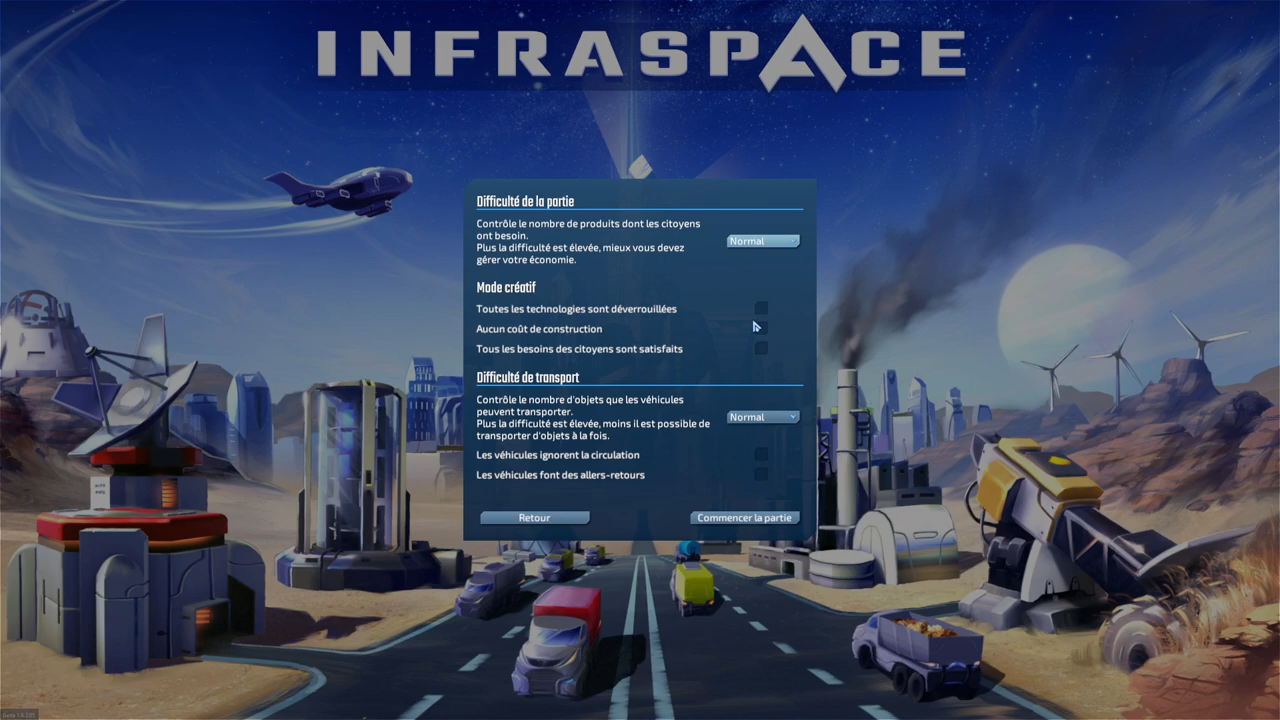 INFRASPACE
Difficulté de la partie
Contrôle le nombre de produits dont les citoyens
ont besoin.
Plus la difficulté est élevée, mieux vous devez
gérer votre économie.
Normal
Mode créatif
Toutes les technologies sont déverrouillées
Aucun coût de construction
Tous les besoins des citoyens sont satisfaits
Difficulté de transport
Contrôle le nombre d'objets que les véhicules
peuvent transporter.
Plus la difficulté est élevée, moins il est possible de
transporter d'objets à la fois.
Normal
Les véhicules ignorent la circulation
Les véhicules font des allers-retours
Retour
Commencer la partie